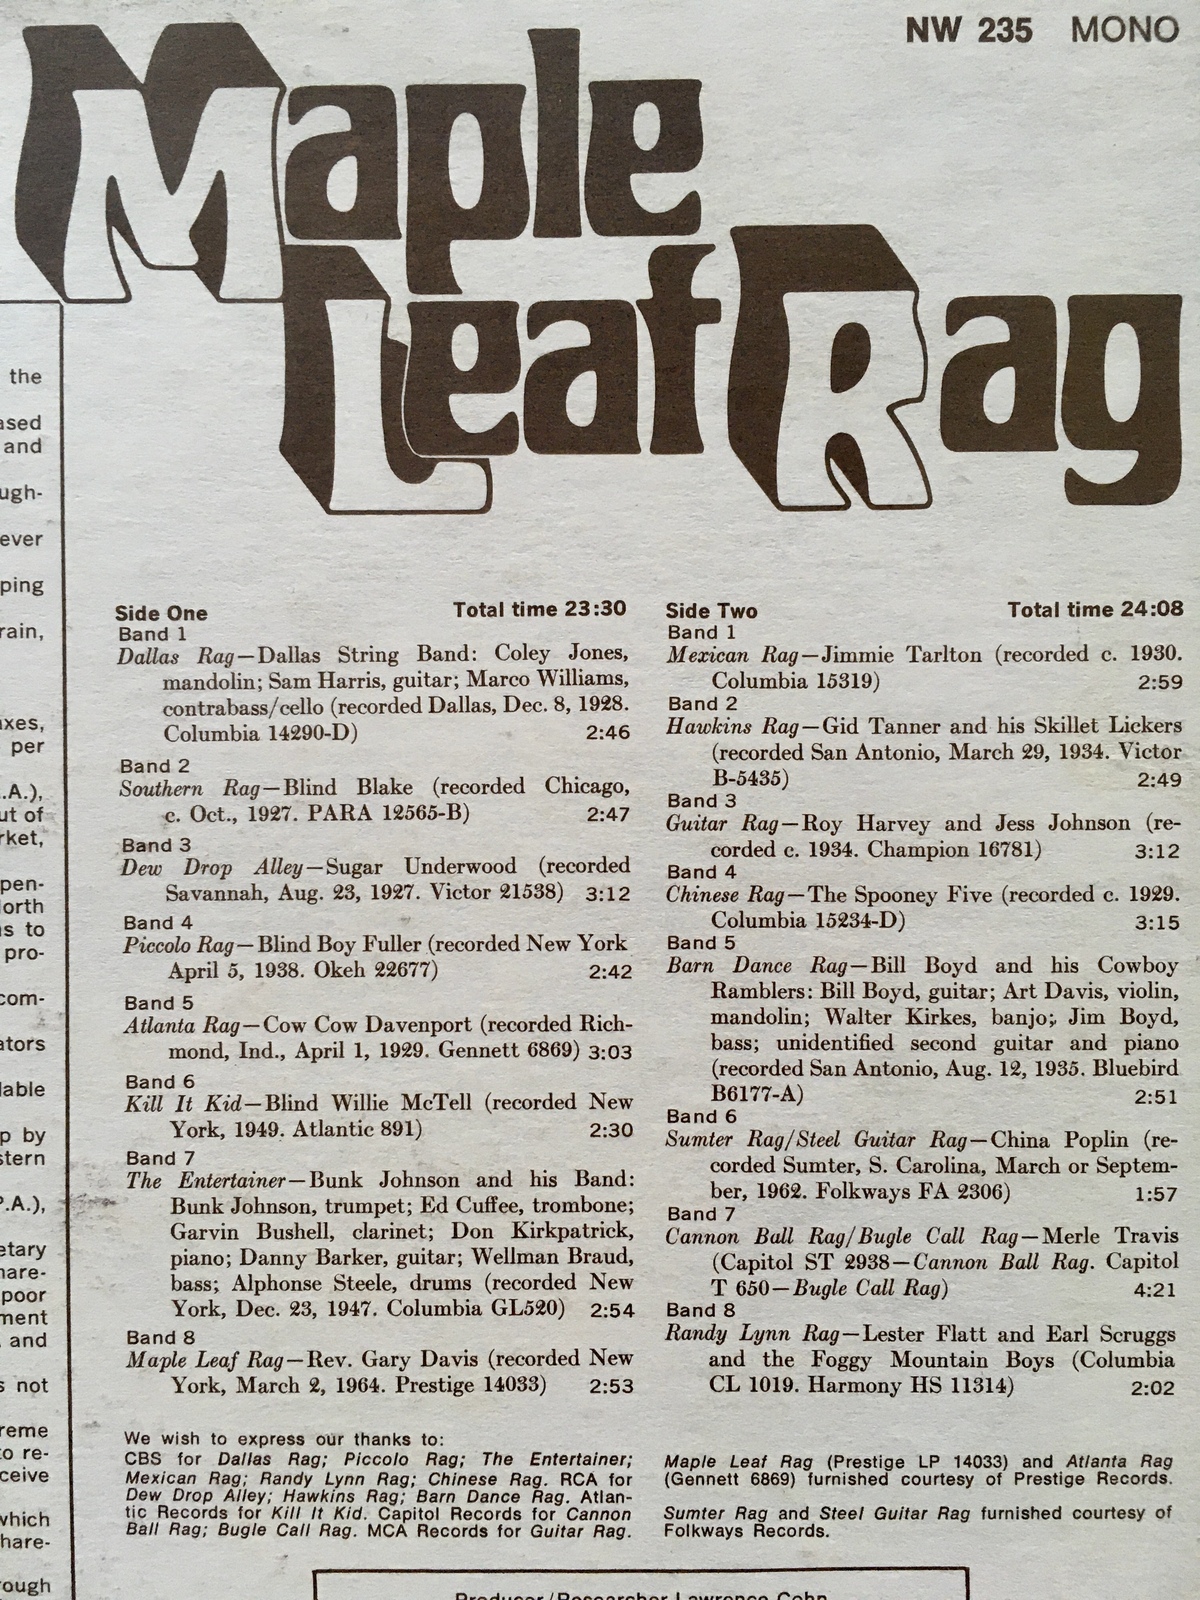 NW 235 MONO
Maple
Leaf Rag
the
and
ever
per
out of
to
by
and
not
to re-
which
Side One Total time 23:30
Band 1
Dallas Rag—Dallas String Band: Coley Jones,
mandolin; Sam Harris, guitar; Marco Williams,
contrabass/cello (recorded Dallas, Dec. 8, 1928.
Columbia 14290-D) 2:46
Band 2
Southern Rag—Blind Blake (recorded Chicago,
c. Oct., 1927. PARA 12565-B) 2:47
Band 3
Dew Drop Alley—Sugar Underwood (recorded
Savannah, Aug. 23, 1927. Victor 21538) 3:12
Band 4
Piccolo Rag—Blind Boy Fuller (recorded New York
April 5, 1938. Okeh 22677) 2:42
Band 5
Atlanta Rag—Cow Cow Davenport (recorded Rich-
mond, Ind., April 1, 1929. Gennett 6869) 3:03
Band 6
Kill It Kid—Blind Willie McTell (recorded New
York, 1949. Atlantic 891) 2:30
Band 7
The Entertainer—Bunk Johnson and his Band:
Bunk Johnson, trumpet; Ed Cuffee, trombone;
Garvin Bushell, clarinet; Don Kirkpatrick,
piano; Danny Barker, guitar; Wellman Braud,
bass; Alphonse Steele, drums (recorded New
York, Dec. 23, 1947. Columbia GL520) 2:54
Band 8
Maple Leaf Rag—Rev. Gary Davis (recorded New
York, March 2, 1964. Prestige 14033) 2:53
Side Two Total time 24:08
Band 1
Mexican Rag—Jimmie Tarlton (recorded c. 1930.
Columbia 15319) 2:59
Band 2
Hawkins Rag—Gid Tanner and his Skillet Lickers
(recorded San Antonio, March 29, 1934. Victor
B-5435) 2:49
Band 3
Guitar Rag—Roy Harvey and Jess Johnson (re-
corded c. 1934. Champion 16781) 3:12
Band 4
Chinese Rag—The Spooney Five (recorded c. 1929.
Columbia 15234-D) 3:15
Band 5
Barn Dance Rag—Bill Boyd and his Cowboy
Ramblers: Bill Boyd, guitar; Art Davis, violin,
mandolin; Walter Kirkes, banjo;, Jim Boyd,
bass; unidentified second guitar and piano
(recorded San Antonio, Aug. 12, 1935. Bluebird
B6177-A) 2:51
Band 6
Sumter Rag/Steel Guitar Rag—China Poplin (re-
corded Sumter, S. Carolina, March or Septem-
ber, 1962. Folkways FA 2306) 1:57
Band 7
Cannon Ball Rag/Bugle Call Rag—Merle Travis
(Capitol ST 2938—Cannon Ball Rag. Capitol
T 650—Bugle Call Rag) 4:21
Band 8
Randy Lynn Rag—Lester Flatt and Earl Scruggs
and the Foggy Mountain Boys (Columbia
CL 1019. Harmony HS 11314) 2:02
We wish to express our thanks to:
CBS for Dallas Rag; Piccolo Rag; The Entertainer;
Mexican Rag; Randy Lynn Rag; Chinese Rag. RCA for
Dew Drop Alley; Hawkins Rag; Barn Dance Rag. Atlan-
tic Records for Kill It Kid. Capitol Records for Cannon
Ball Rag; Bugle Call Rag. MCA Records for Guitar Rag.
Maple Leaf Rag (Prestige LP 14033) and Atlanta Rag
(Gennett 6869) furnished courtesy of Prestige Records.
Sumter Rag and Steel Guitar Rag furnished courtesy of
Folkways Records.
Producer/Researcher Lawrence Cohn